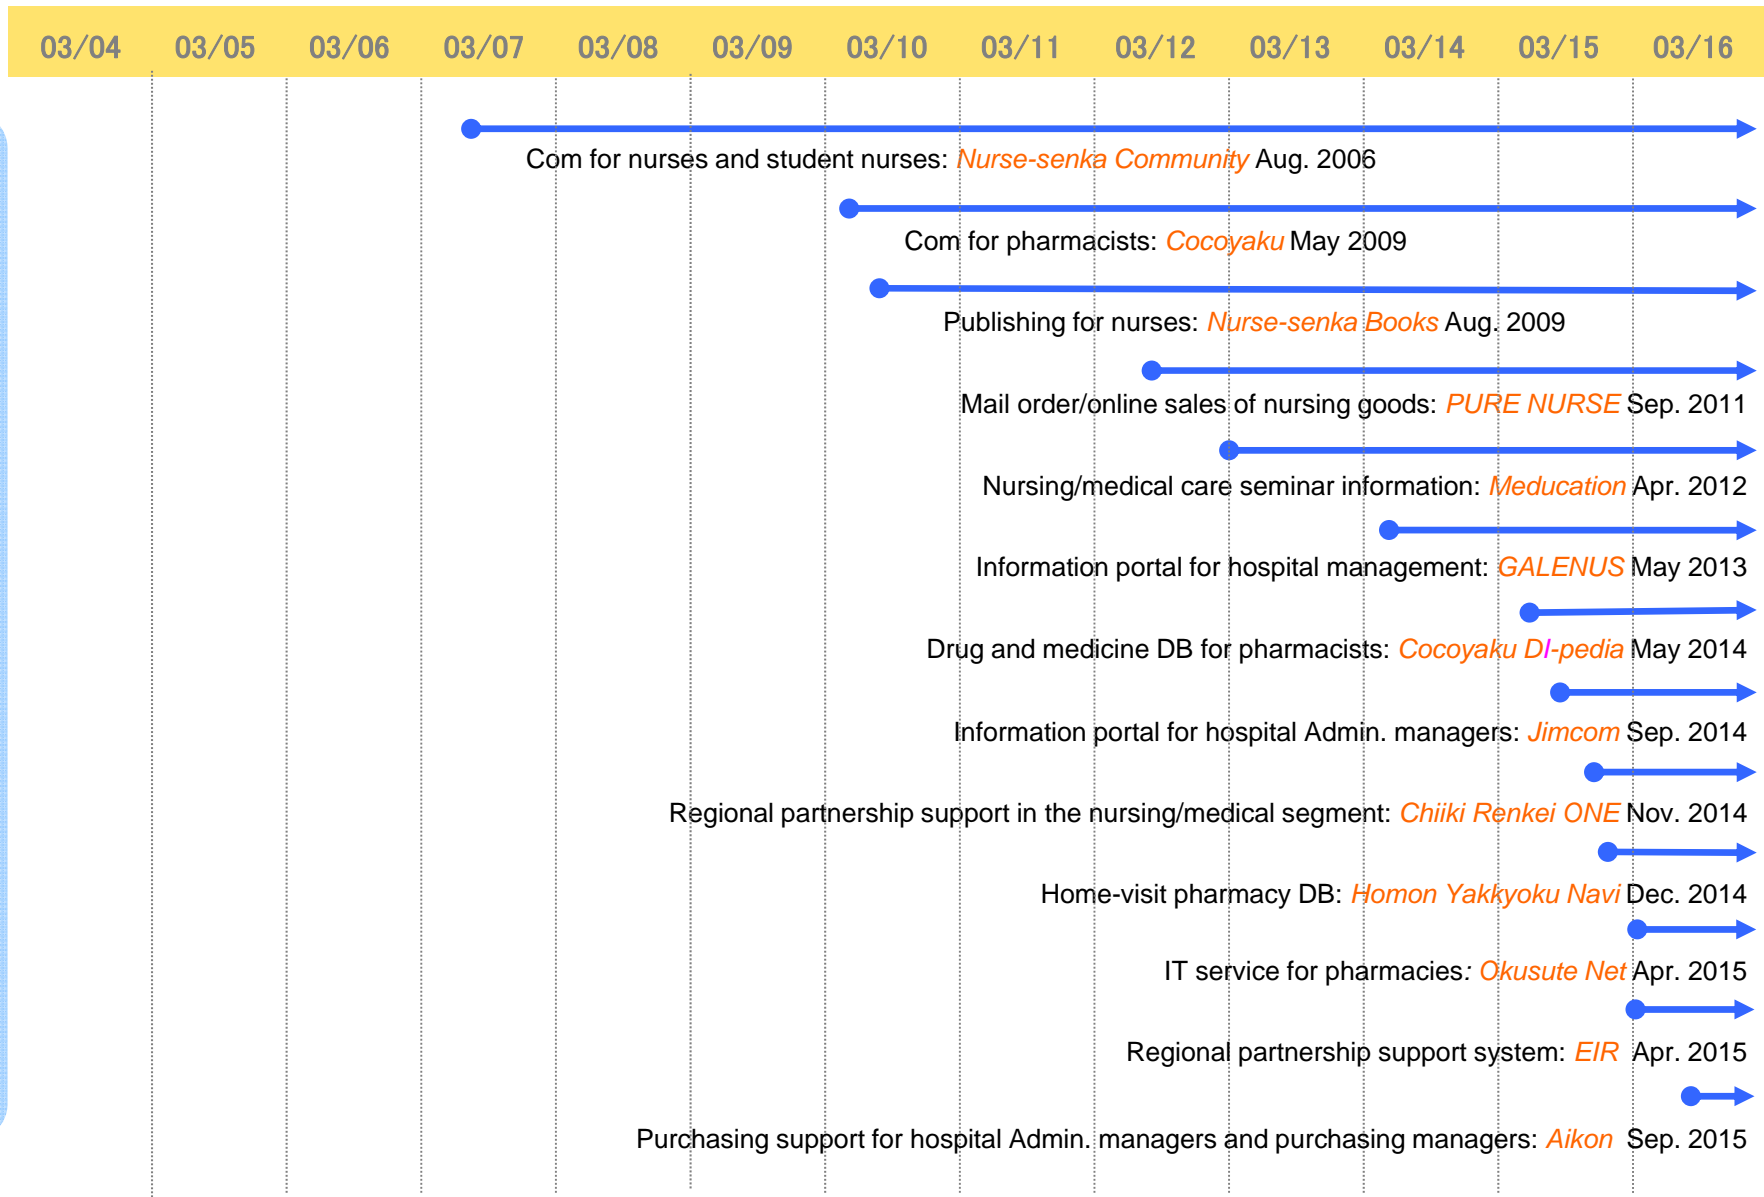 03/04 03/05 03/06 03/07 03/08 03/09 03/10 03/11 03/12 03/13 03/14 03/15 03/16
Com for nurses and student nurses: Nurse-senka Community Aug. 2006
Com for pharmacists: Cocoyaku May 2009
Publishing for nurses: Nurse-senka Books Aug. 2009
Mail order/online sales of nursing goods: PURE NURSE Sep. 2011
Nursing/medical care seminar information: Meducation Apr. 2012
Information portal for hospital management: GALENUS May 2013
Drug and medicine DB for pharmacists: Cocoyaku DI-pedia May 2014
Information portal for hospital Admin. managers: Jimcom Sep. 2014
Regional partnership support in the nursing/medical segment: Chiiki Renkei ONE Nov. 2014
Home-visit pharmacy DB: Homon Yakkyoku Navi Dec. 2014
IT service for pharmacies: Okusute Net Apr. 2015
Regional partnership support system: EIR Apr. 2015
Purchasing support for hospital Admin. managers and purchasing managers: Aikon Sep. 2015